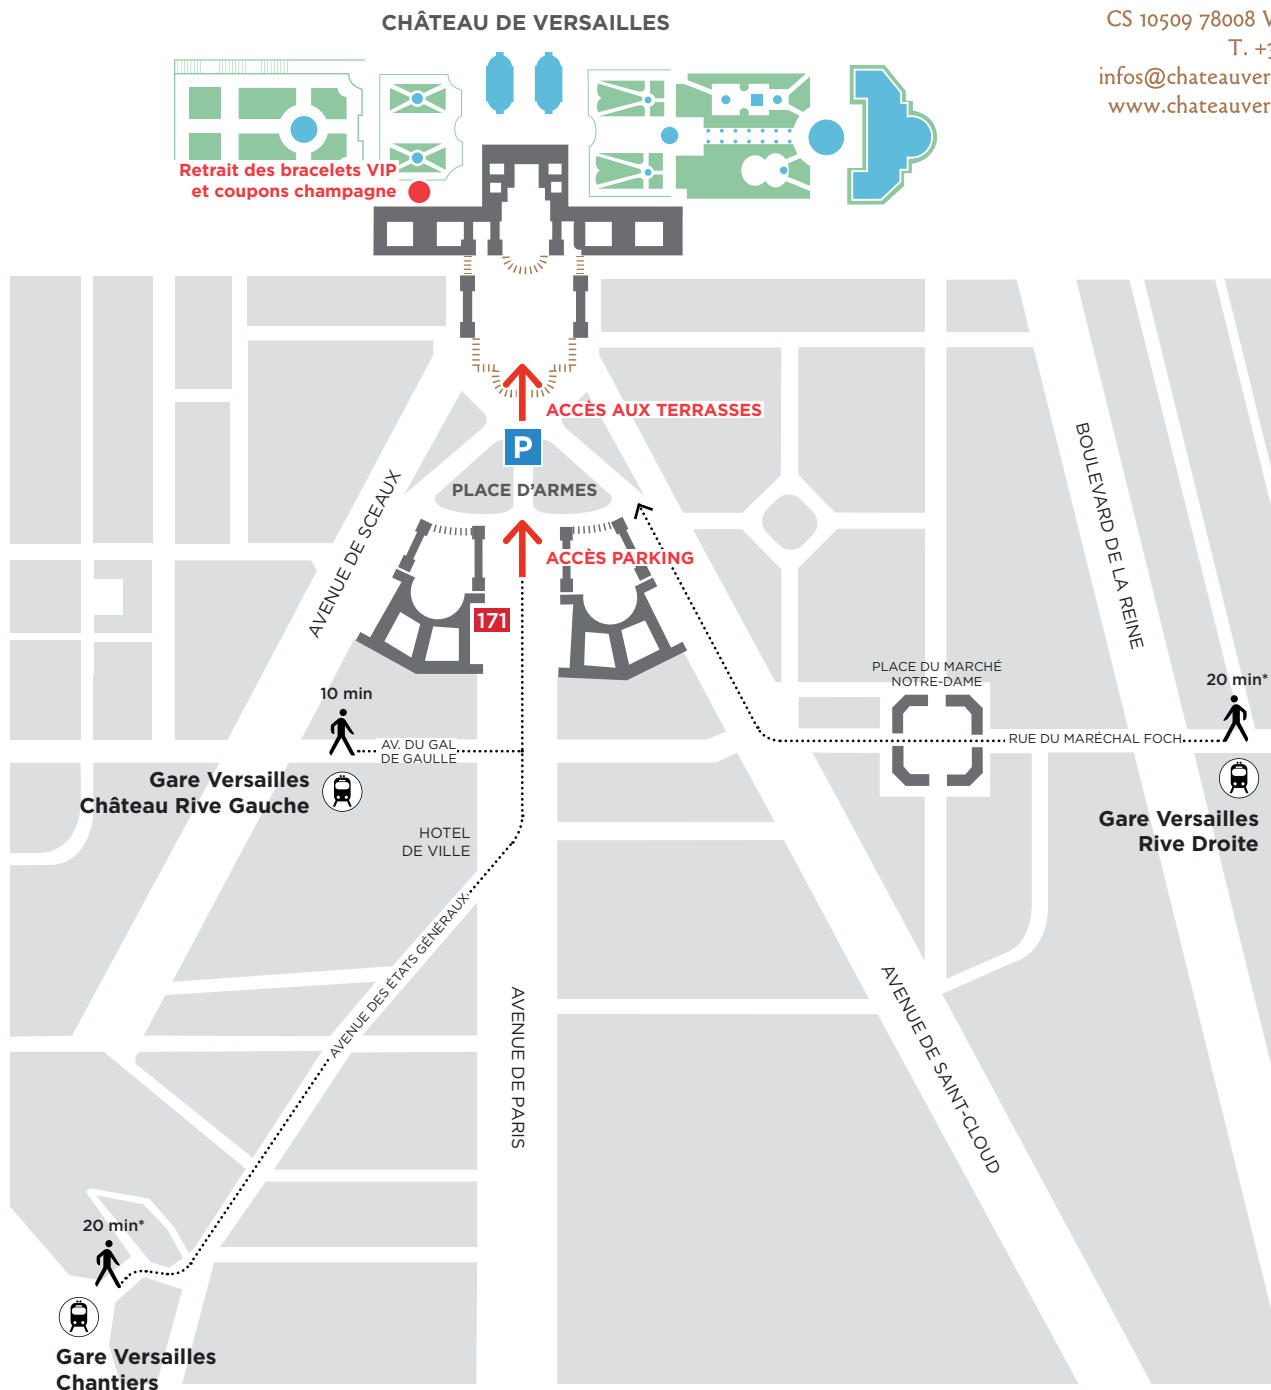 CHÂTEAU DE VERSAILLES
CS 10509 78008 V
T. +3
infos@chateauver
www.chateauver
Retrait des bracelets VIP
et coupons champagne
ACCÈS AUX TERRASSES
P
PLACE D'ARMES
ACCÈS PARKING
171
AVENUE DE SCEAUX
BOULEVARD DE LA REINE
PLACE DU MARCHÉ
NOTRE-DAME
10 min
20 min*
AV. DU GAL
DE GAULLE
RUE DU MARÉCHAL FOCH
Gare Versailles
Château Rive Gauche
Gare Versailles
Rive Droite
HOTEL
DE VILLE
AVENUE DES ÉTATS GÉNÉRAUX
AVENUE DE PARIS
AVENUE DE SAINT-CLOUD
20 min*
Gare Versailles
Chantiers